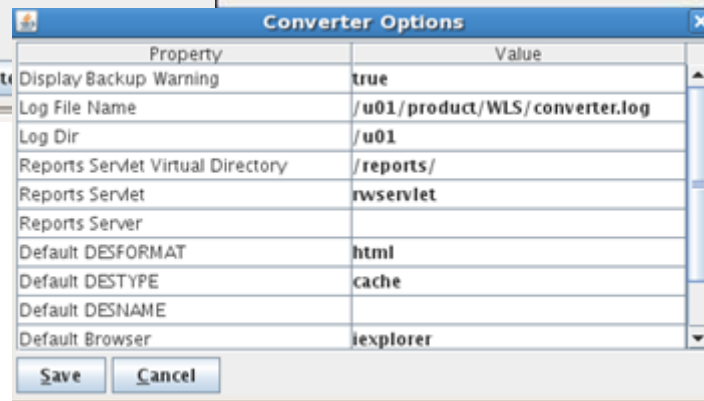 Converter Options
Property Value
Display Backup Warning true
Log File Name /u01/product/WLS/converter.log
Log Dir /u01
Reports Servlet Virtual Directory /reports/
Reports Servlet rwservlet
Reports Server
Default DESFORMAT html
Default DESTYPE cache
Default DESNAME
Default Browser iexplorer
Save Cancel